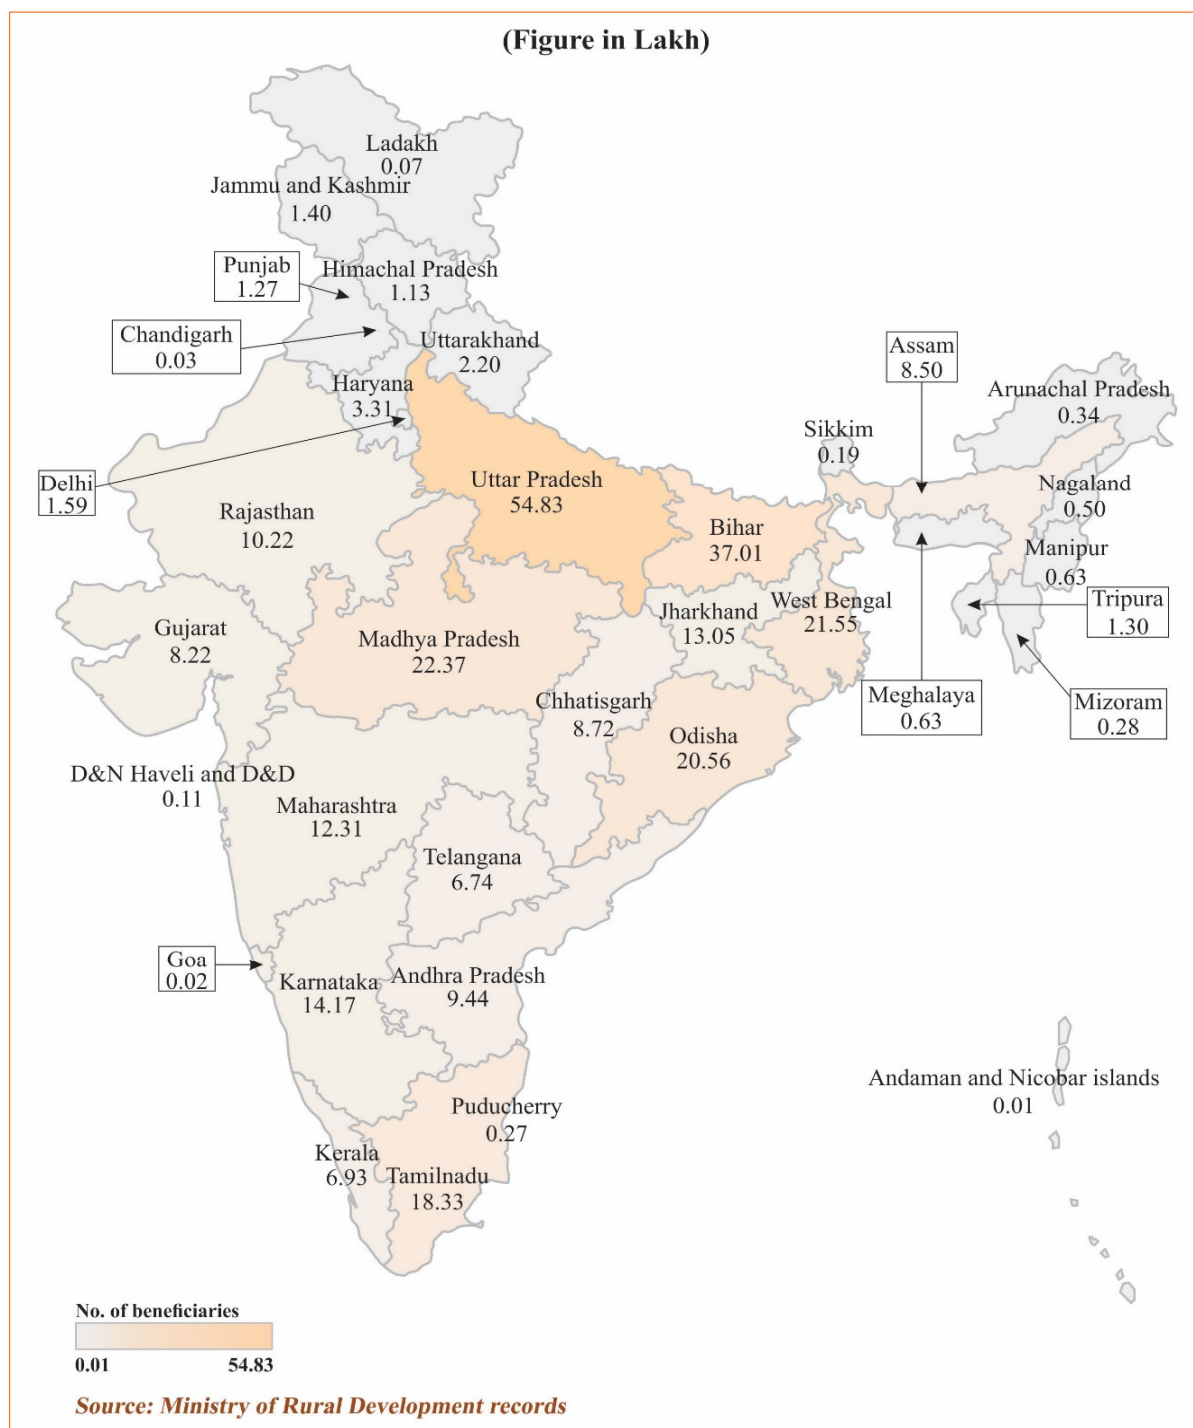 (Figure in Lakh)
Ladakh
0.07
Jammu and Kashmir
1.40
Punjab
1.27
Himachal Pradesh
1.13
Chandigarh
0.03
Uttarakhand
2.20
Haryana
3.31
Assam
8.50
Arunachal Pradesh
0.34
Sikkim
0.19
Delhi
1.59
Uttar Pradesh
54.83
Nagaland
0.50
Rajasthan
10.22
Bihar
37.01
Manipur
0.63
Jharkhand
13.05
West Bengal
21.55
Tripura
1.30
Gujarat
8.22
Madhya Pradesh
22.37
Chhatisgarh
8.72
Meghalaya
0.63
Mizoram
0.28
Odisha
20.56
D&N Haveli and D&D
0.11
Maharashtra
12.31
Telangana
6.74
Goa
0.02
Karnataka
14.17
Andhra Pradesh
9.44
Andaman and Nicobar islands
0.01
Puducherry
0.27
Kerala
6.93
Tamilnadu
18.33
No. of beneficiaries
0.01 54.83
Source: Ministry of Rural Development records